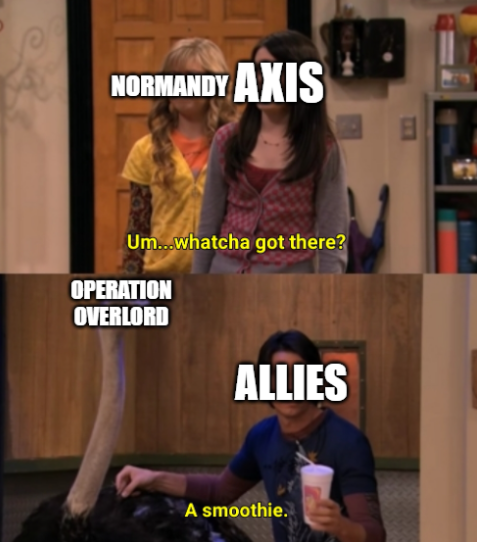 NORMANDY AXIS
Um...whatcha got there?
OPERATION
OVERLORD
ALLIES
A smoothie.